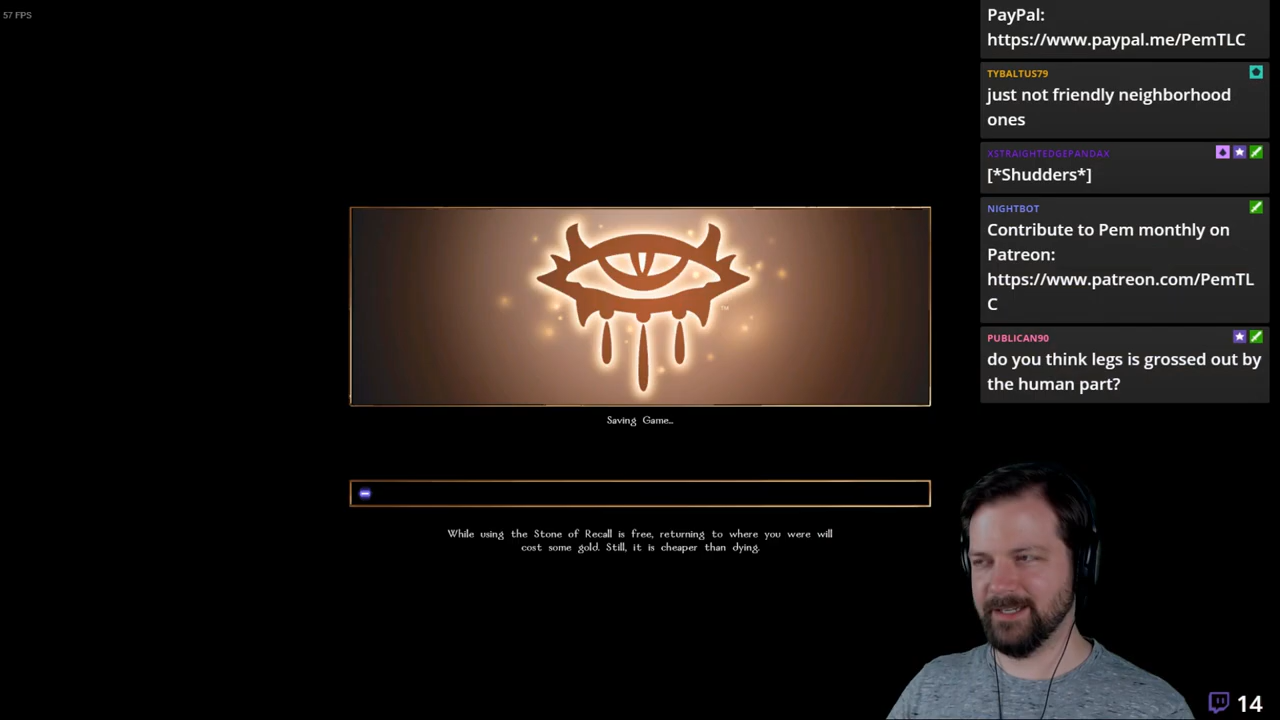 57 FPS
PayPal:
https://www.paypal.me/PemTLC
TYBALTUS79
just not friendly neighborhood
ones
XSTRAIGHTEDGEPANDAX
[*Shudders*]
NIGHTBOT
Contribute to Pem monthly on
Patreon:
https://www.patreon.com/PemTL
C
PUBLICAN90
do you think legs is grossed out by
the human part?
TM
Saving Game...
While using the Stone of Recall is free, returning to where you were will
cost some gold. Still, it is cheaper than dying.
14